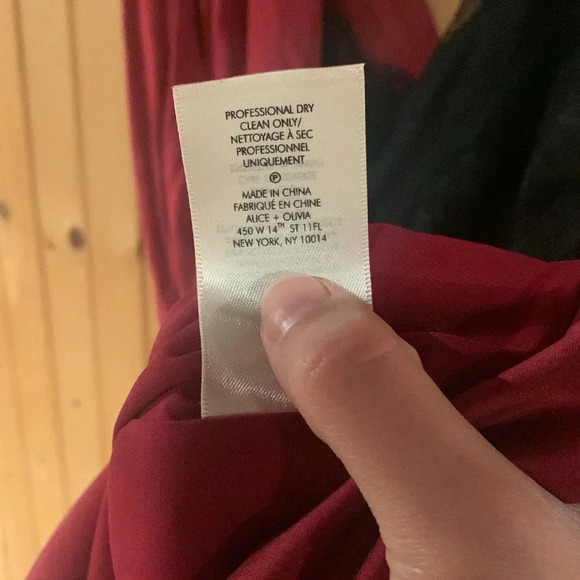 PROFESSIONAL DRY
CLEAN ONLY/
NETTOYAGE À SEC
PROFESSIONNEL
UNIQUEMENT
Ⓟ
MADE IN CHINA
FABRIQUÉ EN CHINE
ALICE + OLIVIA
450 W 14TH ST 11FL
NEW YORK, NY 10014